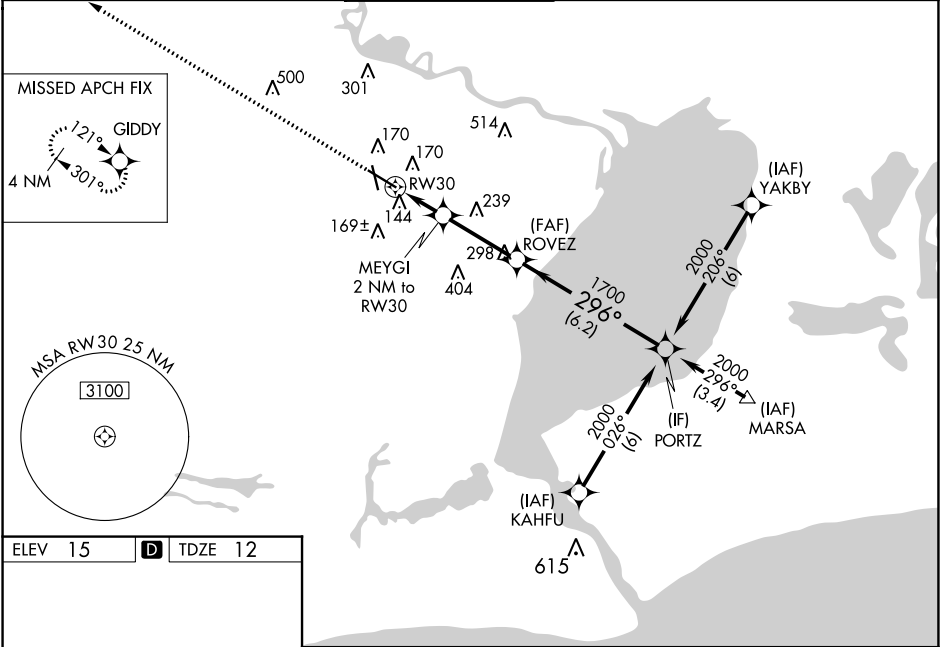 MISSED APCH FIX
GIDDY
121°
301°
4 NM
500
301
514
170
170
RW30
144
239
169±
298
404
MEYGI
2 NM to
RW30
(FAF)
ROVEZ
(IAF)
YAKBY
2000
206°
(6)
1700
296°
(6.2)
2000
296°
(3.4)
(IAF)
MARSA
(IF)
PORTZ
2000
026°
(6)
(IAF)
KAHFU
615
MSA RW30 25 NM
3100
ELEV 15 D TDZE 12